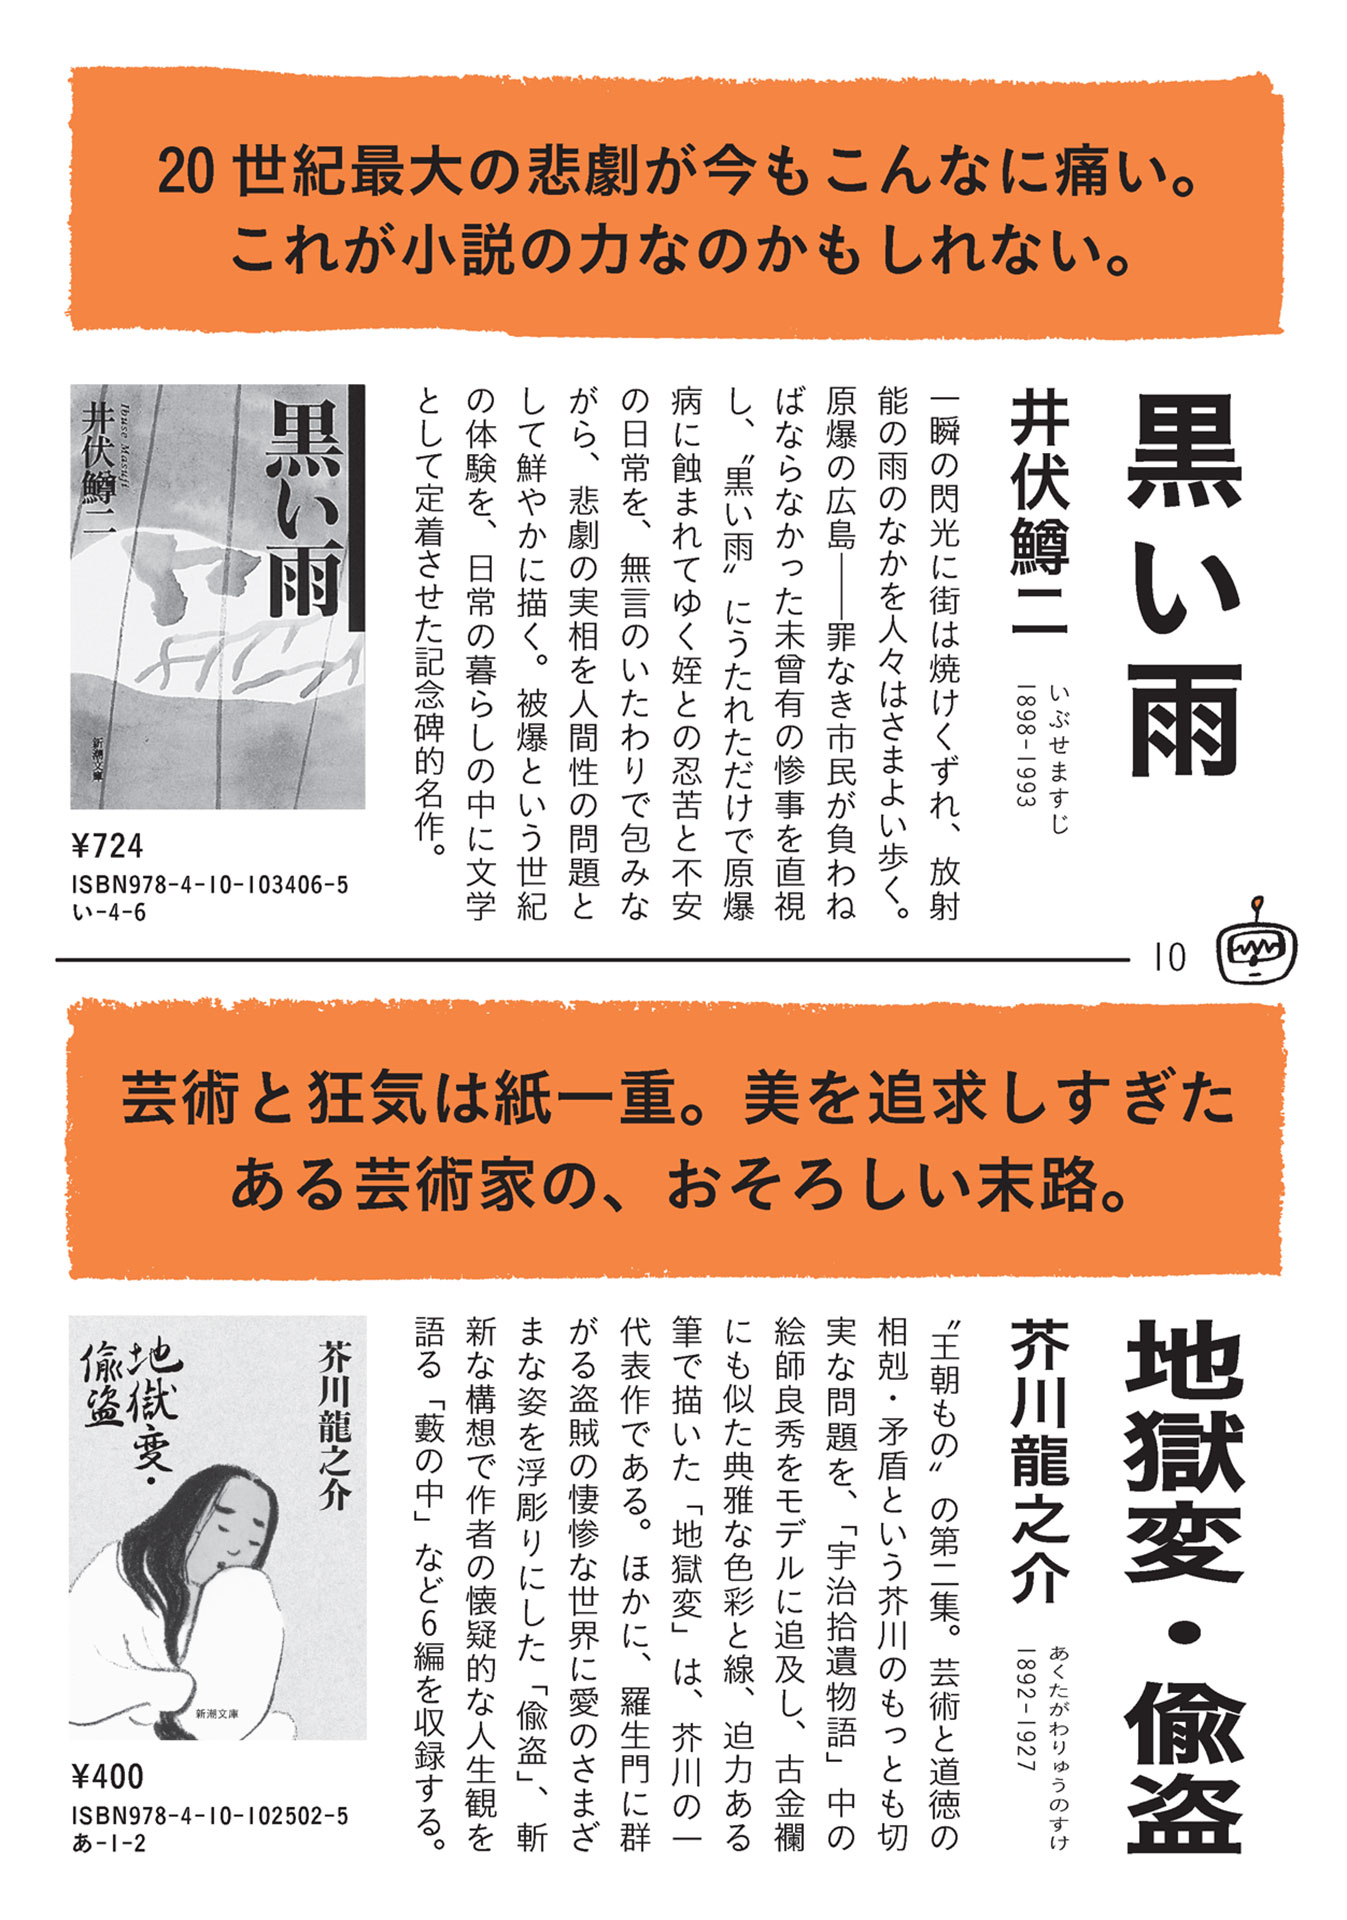 20世紀最大の悲劇が今もこんなに痛い。
これが小説の力なのかもしれない。
黒い雨
井伏鱒二
いぶせますじ
1898-1993
一瞬の閃光に街は焼けくずれ、放射
能の雨のなかを人々はさまよい歩く。
原爆の広島――罪なき市民が負わね
ばならなかった未曾有の惨事を直視
し、〝黒い雨〟にうたれただけで原爆
病に蝕まれてゆく姪との忍苦と不安
の日常を、無言のいたわりで包みな
がら、悲劇の実相を人間性の問題と
して鮮やかに描く。被爆という世紀
の体験を、日常の暮らしの中に文学
として定着させた記念碑的名作。
黒い雨
Ibuse Masuji
井伏鱒二
新潮文庫
¥724
ISBN978-4-10-103406-5
い-4-6
10
芸術と狂気は紙一重。美を追求しすぎた
ある芸術家の、おそろしい末路。
地獄変・偸盗
芥川龍之介
あくたがわりゅうのすけ
1892-1927
〝王朝もの〟の第二集。芸術と道徳の
相剋・矛盾という芥川のもっとも切
実な問題を、「宇治拾遺物語」中の
絵師良秀をモデルに追及し、古金襴
にも似た典雅な色彩と線、迫力ある
筆で描いた「地獄変」は、芥川の一
代表作である。ほかに、羅生門に群
がる盗賊の悽惨な世界に愛のさまざ
まな姿を浮彫りにした「偸盗」、斬
新な構想で作者の懐疑的な人生観を
語る「藪の中」など6編を収録する。
芥川龍之介
地獄変・
偸盗
新潮文庫
¥400
ISBN978-4-10-102502-5
あ-1-2